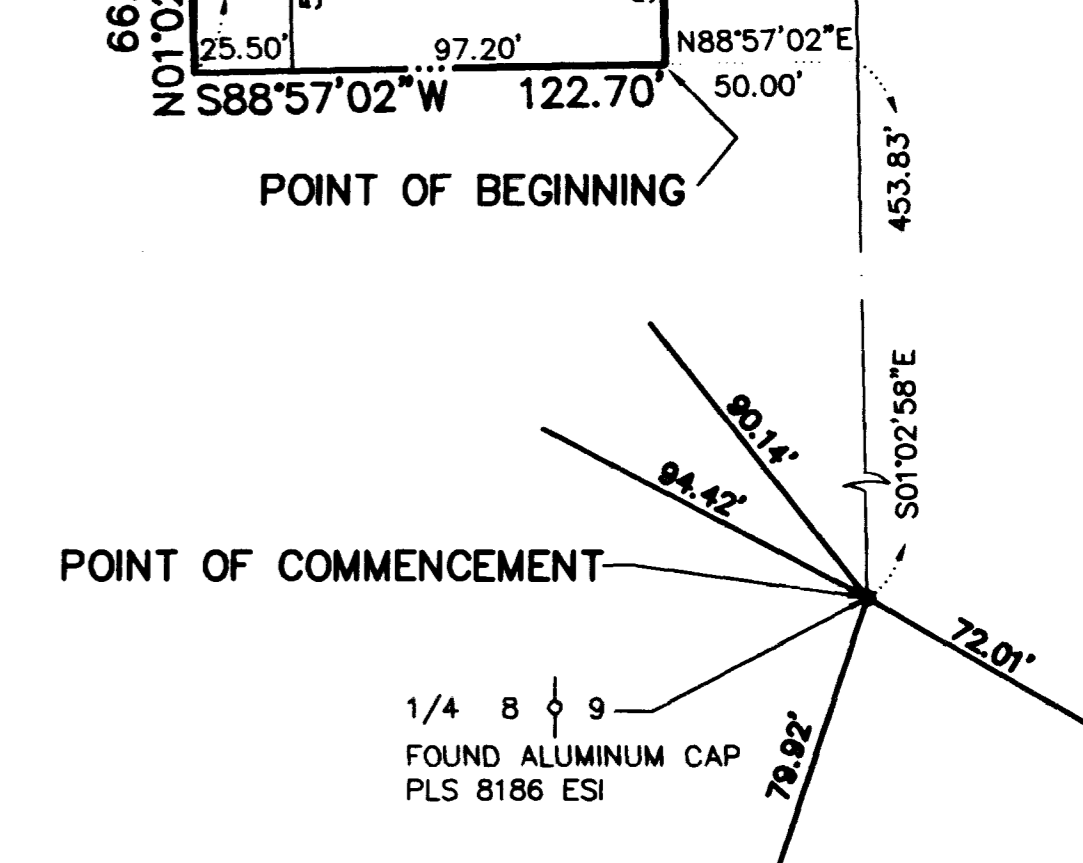 66.
N01°02
25.50'
97.20'
N88°57'02"E
S88°57'02"W
122.70'
50.00'
453.83'
POINT OF BEGINNING
S01°02'58"E
90.14'
94.42'
POINT OF COMMENCEMENT
72.01'
1/4 8 9
FOUND ALUMINUM CAP
PLS 8186 ESI
79.92'